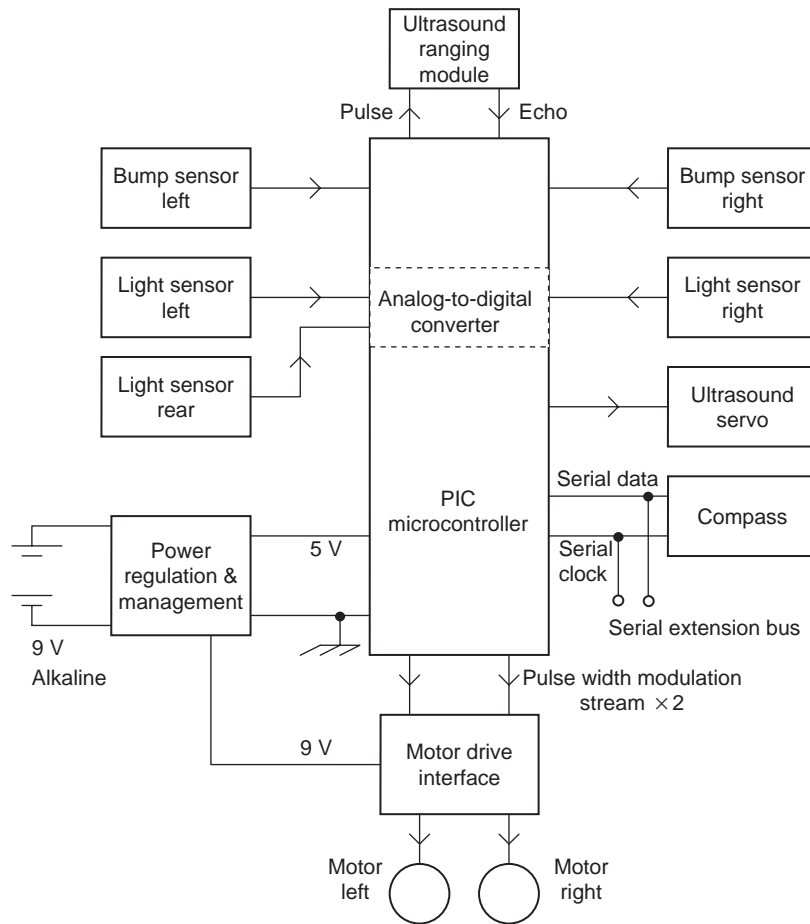 Ultrasound
ranging
module
Pulse
Echo
Bump sensor
left
Bump sensor
right
Light sensor
left
Analog-to-digital
converter
Light sensor
right
Light sensor
rear
Ultrasound
servo
PIC
microcontroller
Serial data
Compass
Serial
clock
Serial extension bus
Power
regulation &
management
5 V
9 V
Alkaline
Pulse width modulation
stream ×2
9 V
Motor drive
interface
Motor
left
Motor
right